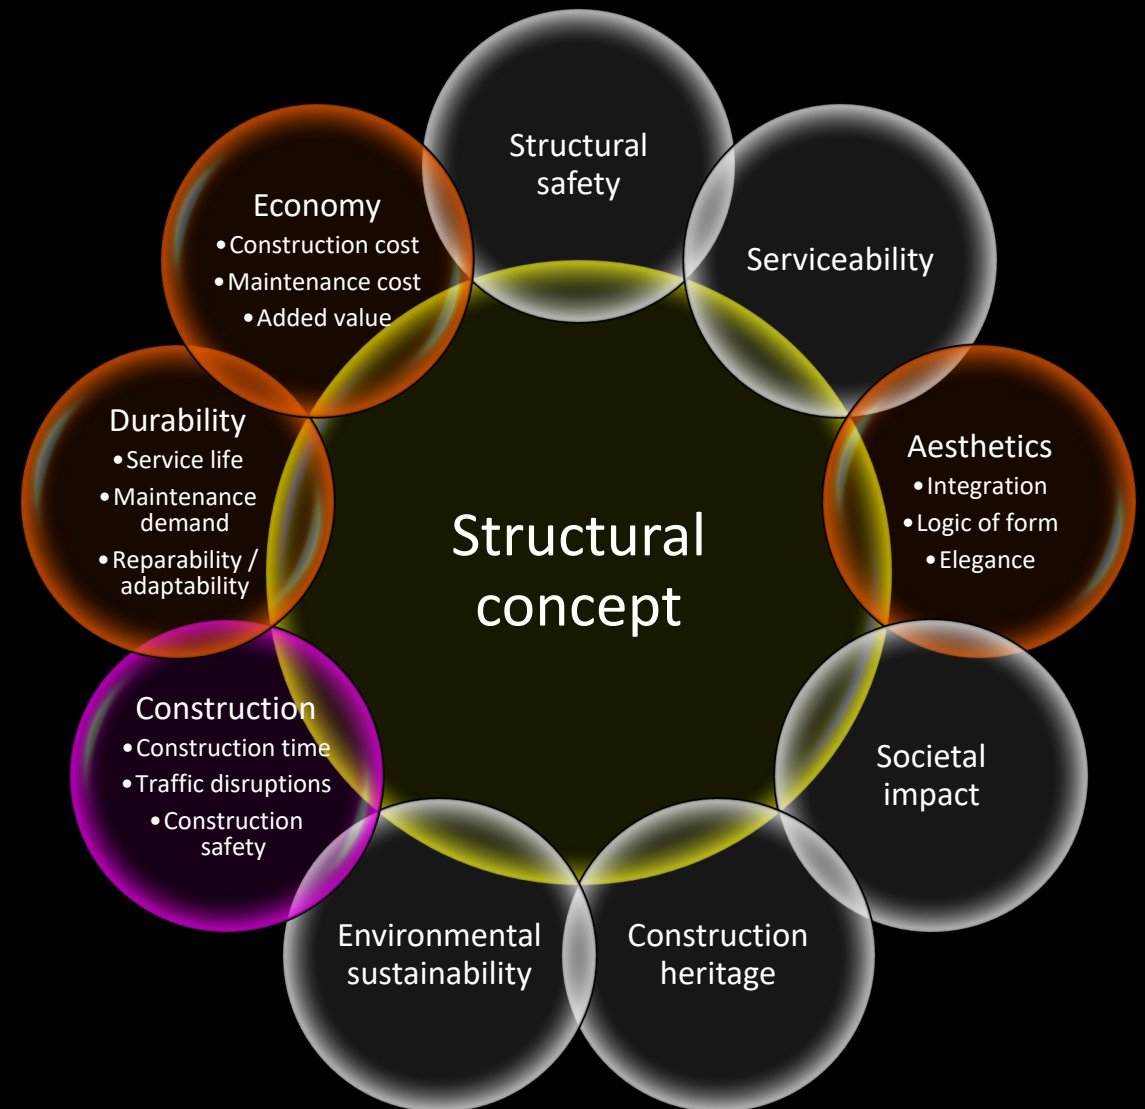 Structural
safety
Serviceability
Aesthetics
•Integration
•Logic of form
•Elegance
Societal
impact
Construction
heritage
Environmental
sustainability
Construction
•Construction time
•Traffic disruptions
•Construction
safety
Durability
•Service life
•Maintenance
demand
•Reparability /
adaptability
Economy
•Construction cost
•Maintenance cost
•Added value
Structural
concept